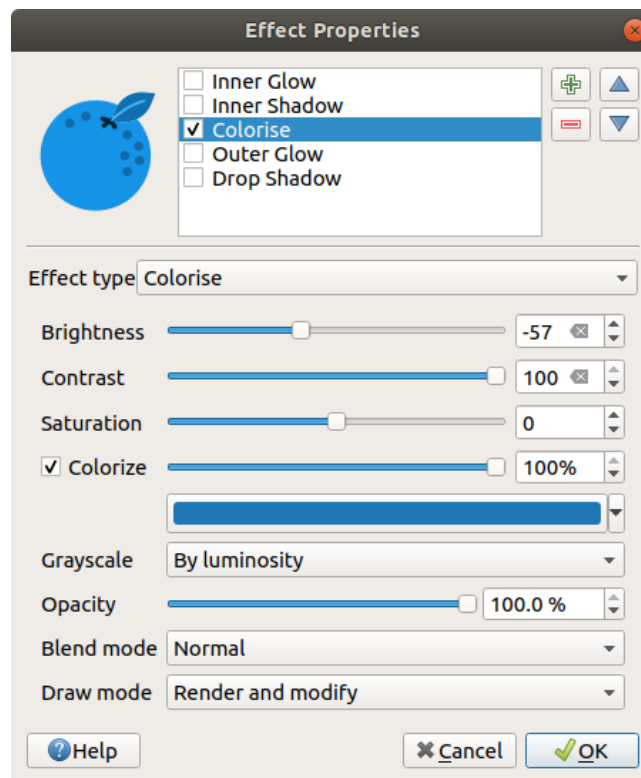 Effect Properties
Inner Glow
Inner Shadow
Colorise
Outer Glow
Drop Shadow
Effect type Colorise
Brightness -57
Contrast 100
Saturation 0
Colorize 100%
Grayscale By luminosity
Opacity 100.0 %
Blend mode Normal
Draw mode Render and modify
Help Cancel OK